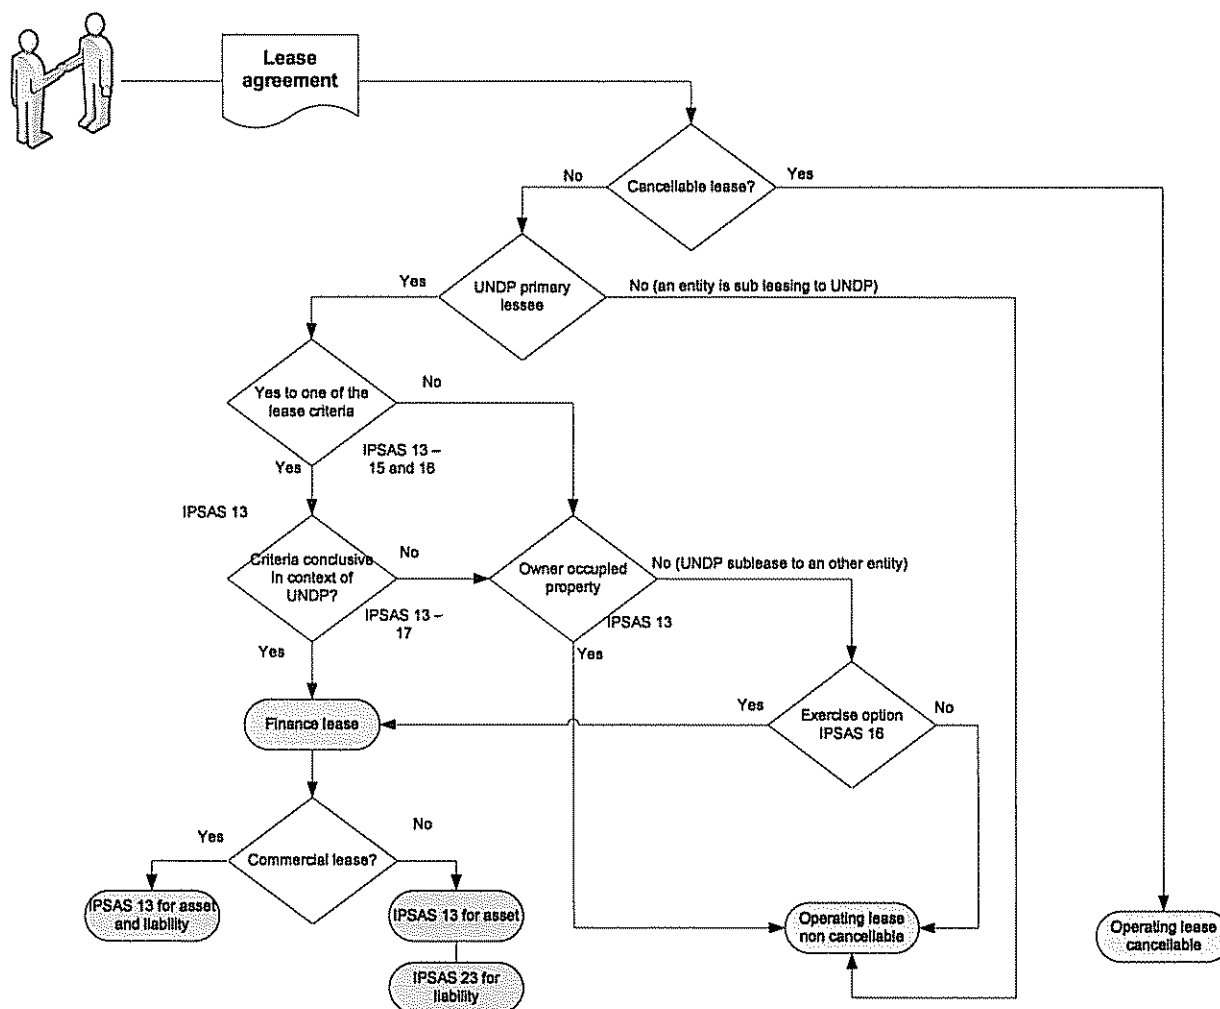 Lease
agreement
Cancellable lease?
No
Yes
UNDP primary
lessee
Yes
No (an entity is sub leasing to UNDP)
Yes to one of the
lease criteria
No
IPSAS 13 –
15 and 16
Yes
IPSAS 13
Criteria conclusive
in context of
UNDP?
No
IPSAS 13 –
17
Owner occupied
property
No (UNDP sublease to an other entity)
IPSAS 13
Yes
Yes
Finance lease
Yes
Exercise option
IPSAS 16
No
Commercial lease?
Yes
No
IPSAS 13 for asset
and liability
IPSAS 13 for asset
IPSAS 23 for
liability
Operating lease
non cancellable
Operating lease
cancellable